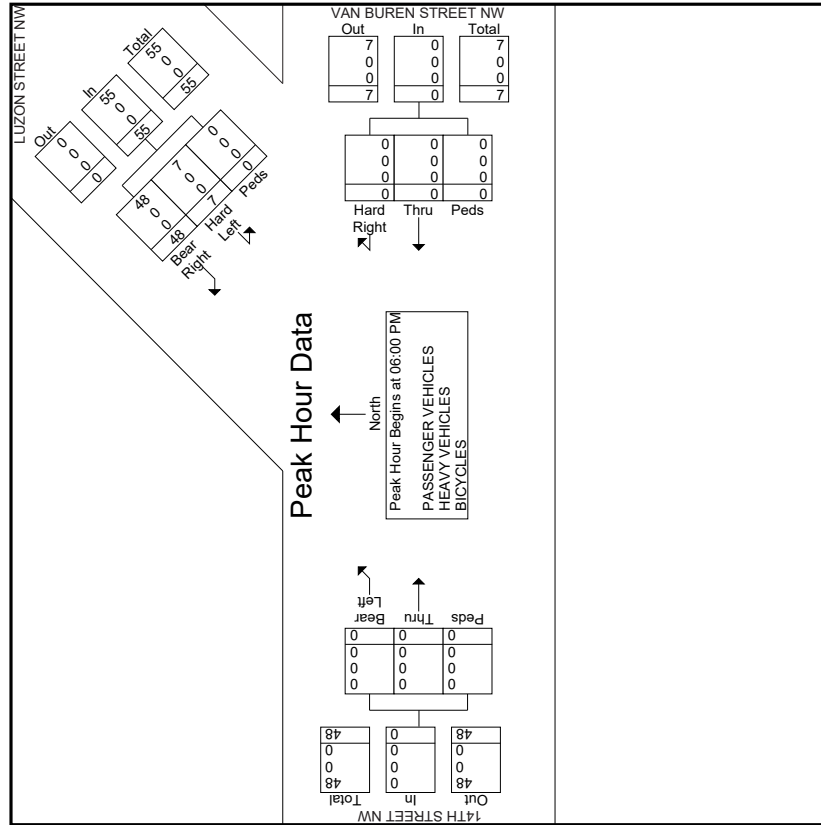 VAN BUREN STREET NW
Out In Total
7 0 7
0 0 0
0 0 0
7 0 7
0 0 0
0 0 0
0 0 0
0 0 0
Hard Right Thru Peds
LUZON STREET NW
Out In Total
0 55 55
0 0 0
0 0 0
0 55 55
48 7 0
0 0 0
0 0 0
48 7 0
Bear Right Hard Left Peds
Peak Hour Data
North
Peak Hour Begins at 06:00 PM
PASSENGER VEHICLES
HEAVY VEHICLES
BICYCLES
Left
Bear Thru Peds
0 0 0
0 0 0
0 0 0
0 0 0
48 0 48
0 0 0
0 0 0
48 0 48
Total In Out
14TH STREET NW